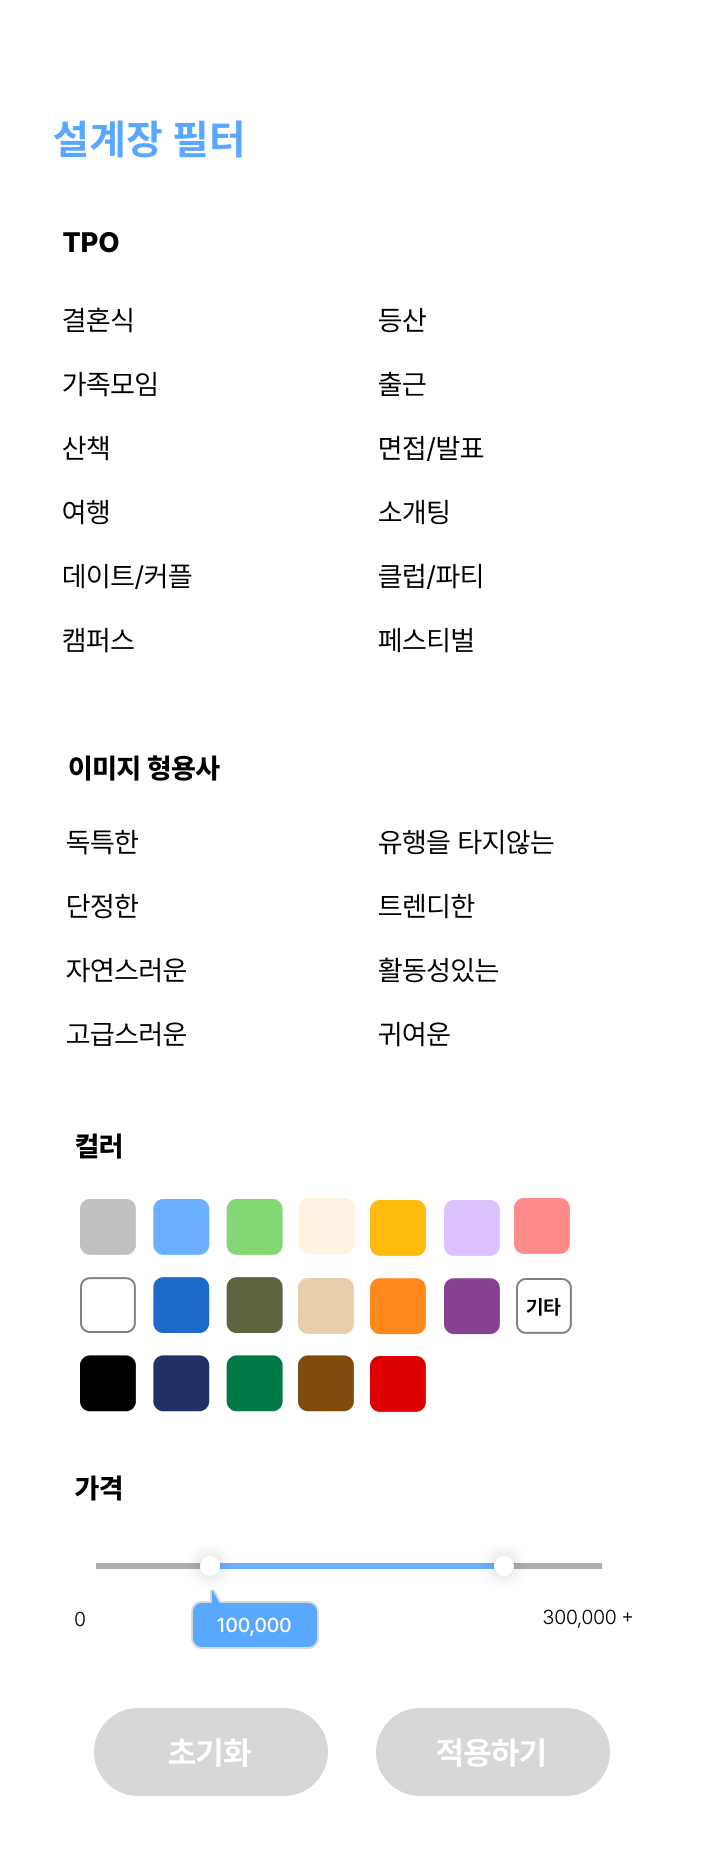 설계장 필터
TPO
결혼식
등산
가족모임
출근
산책
면접/발표
여행
소개팅
데이트/커플
클럽/파티
캠퍼스
페스티벌
이미지 형용사
독특한
유행을 타지않는
단정한
트렌디한
자연스러운
활동성있는
고급스러운
귀여운
컬러
기타
가격
0
100,000
300,000 +
초기화
적용하기